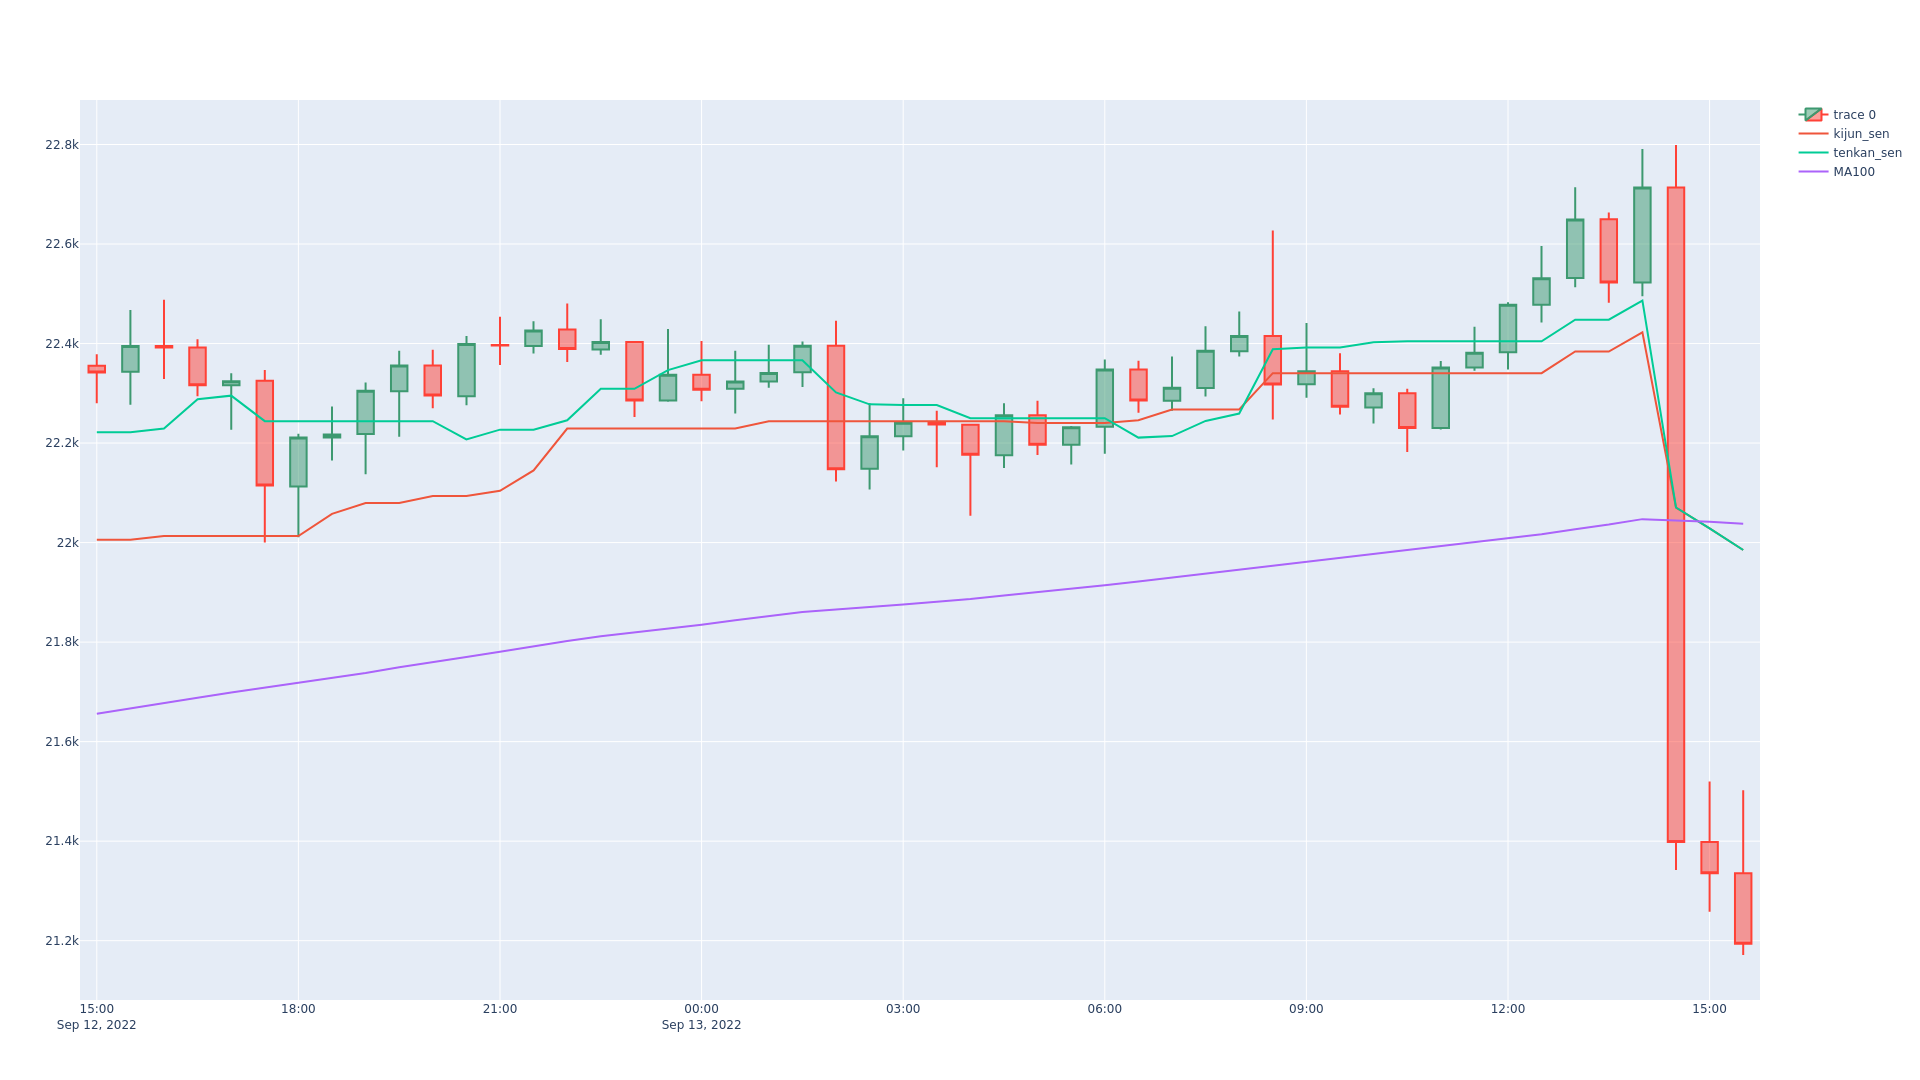 trace 0
kijun_sen
tenkan_sen
MA100
22.8k
22.6k
22.4k
22.2k
22k
21.8k
21.6k
21.4k
21.2k
15:00 18:00 21:00 00:00 03:00 06:00 09:00 12:00 15:00
Sep 12, 2022 Sep 13, 2022